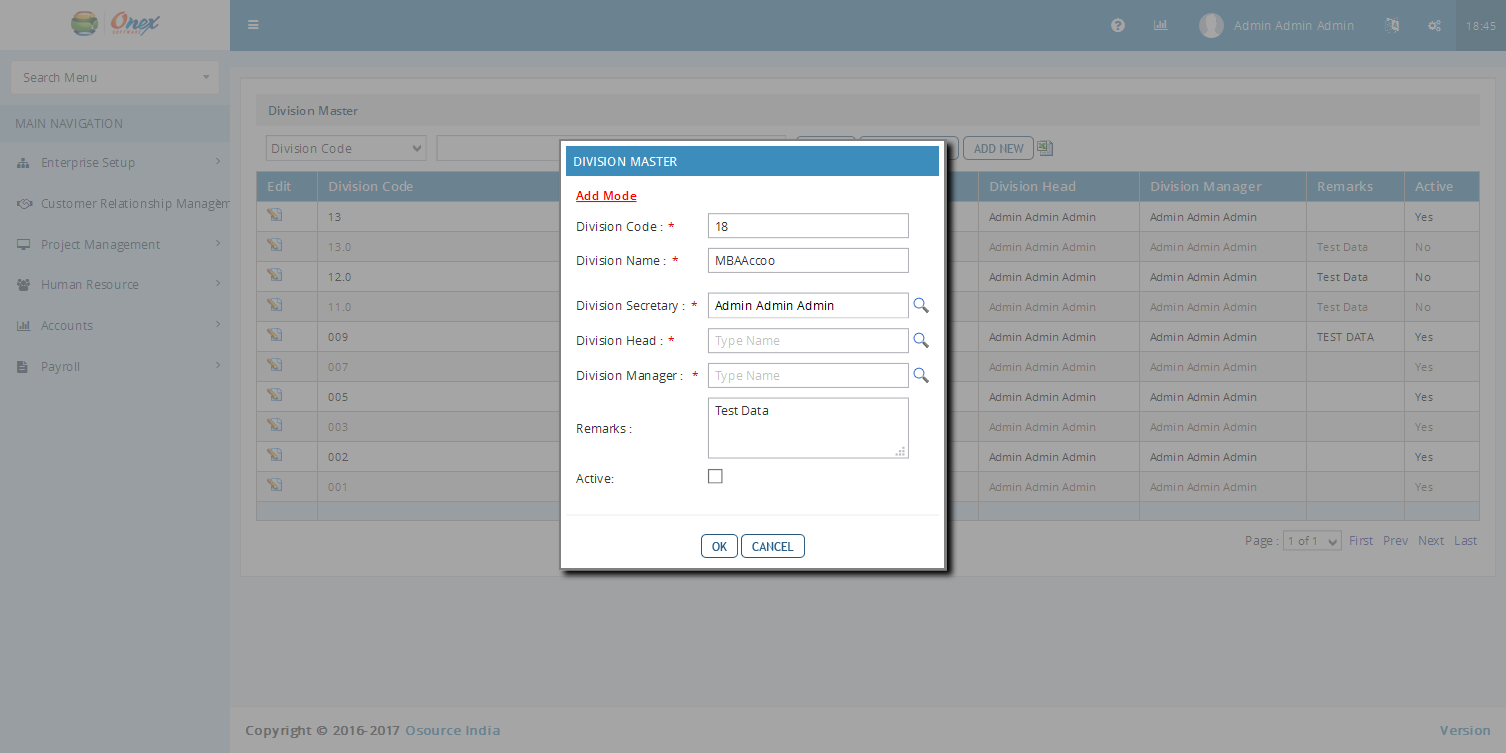 Onex
SOFTWARE
Admin Admin Admin
18:45
Search Menu
MAIN NAVIGATION
Enterprise Setup
Customer Relationship Managem
Project Management
Human Resource
Accounts
Payroll
Division Master
Division Code
ADD NEW
Edit Division Code Division Head Division Manager Remarks Active
13 Admin Admin Admin Admin Admin Admin Yes
13.0 Admin Admin Admin Admin Admin Admin Test Data No
12.0 Admin Admin Admin Admin Admin Admin Test Data No
11.0 Admin Admin Admin Admin Admin Admin Test Data No
009 Admin Admin Admin Admin Admin Admin TEST DATA Yes
007 Admin Admin Admin Admin Admin Admin Yes
005 Admin Admin Admin Admin Admin Admin Yes
003 Admin Admin Admin Admin Admin Admin Yes
002 Admin Admin Admin Admin Admin Admin Yes
001 Admin Admin Admin Admin Admin Admin Yes
Page : 1 of 1 First Prev Next Last
DIVISION MASTER
Add Mode
Division Code : * 18
Division Name : * MBAAccoo
Division Secretary : * Admin Admin Admin
Division Head : * Type Name
Division Manager : * Type Name
Remarks : Test Data
Active:
OK CANCEL
Copyright © 2016-2017 Osource India
Version